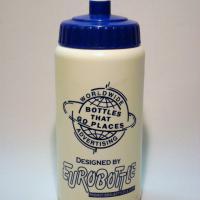 WORLDWIDE
BOTTLES
THAT
GO PLACES
ADVERTISING
DESIGNED BY
EUROBOTTLE